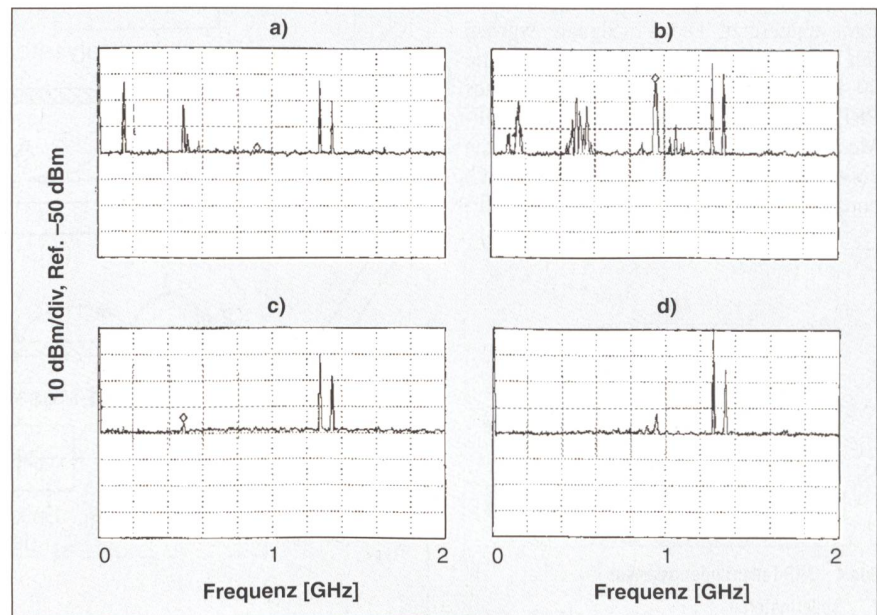 a)
b)
c)
d)
10 dBm/div, Ref. –50 dBm
0
2
0
2
Frequenz [GHz]
Frequenz [GHz]